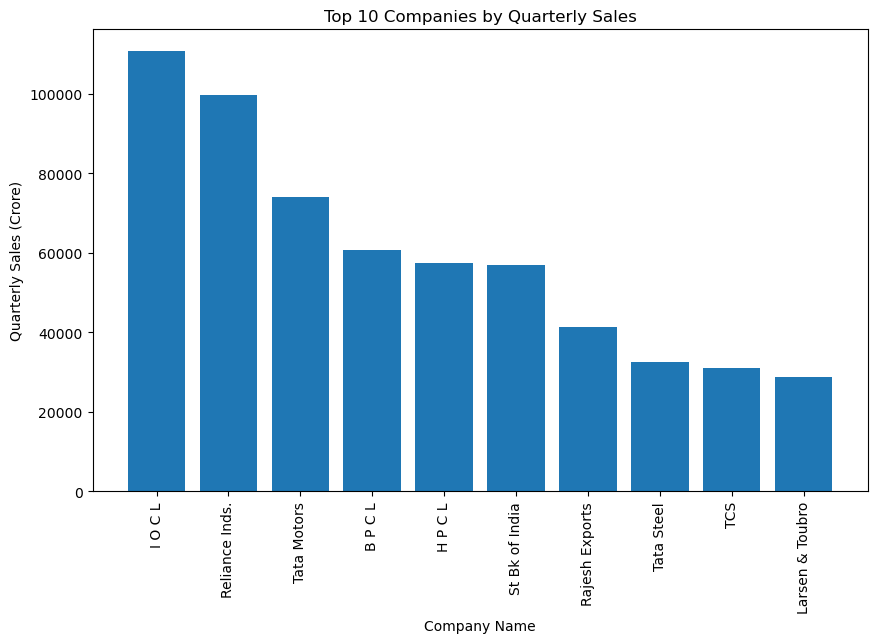 Top 10 Companies by Quarterly Sales
Quarterly Sales (Crore)
100000
80000
60000
40000
20000
0
I O C L
Reliance Inds.
Tata Motors
B P C L
H P C L
St Bk of India
Rajesh Exports
Tata Steel
TCS
Larsen & Toubro
Company Name